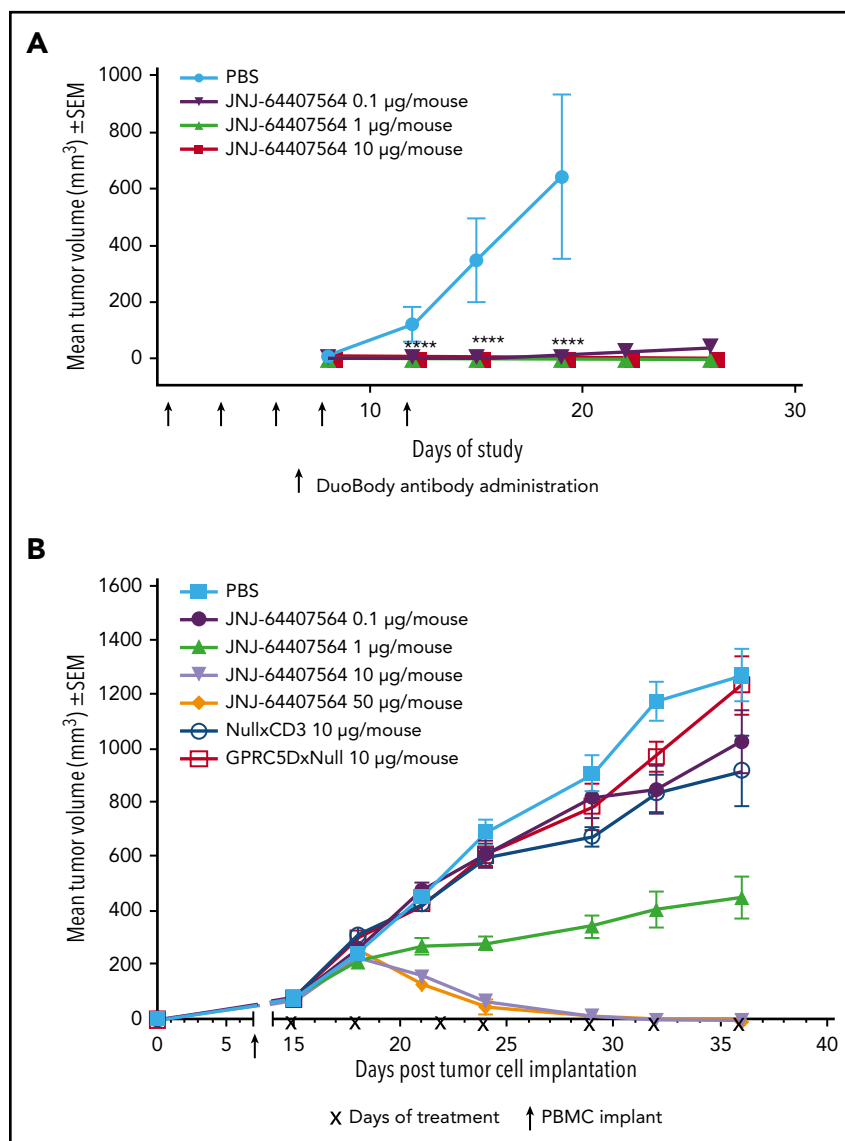 A
Mean tumor volume (mm³) ±SEM
1000
800
600
400
200
0
PBS
JNJ-64407564 0.1 µg/mouse
JNJ-64407564 1 µg/mouse
JNJ-64407564 10 µg/mouse
**** **** ****
10 20 30
Days of study
↑ DuoBody antibody administration
B
Mean tumor volume (mm³) ±SEM
1600
1400
1200
1000
800
600
400
200
0
PBS
JNJ-64407564 0.1 µg/mouse
JNJ-64407564 1 µg/mouse
JNJ-64407564 10 µg/mouse
JNJ-64407564 50 µg/mouse
NullxCD3 10 µg/mouse
GPRC5DxNull 10 µg/mouse
x x x x x x x
0 5 15 20 25 30 35 40
Days post tumor cell implantation
x Days of treatment ↑ PBMC implant